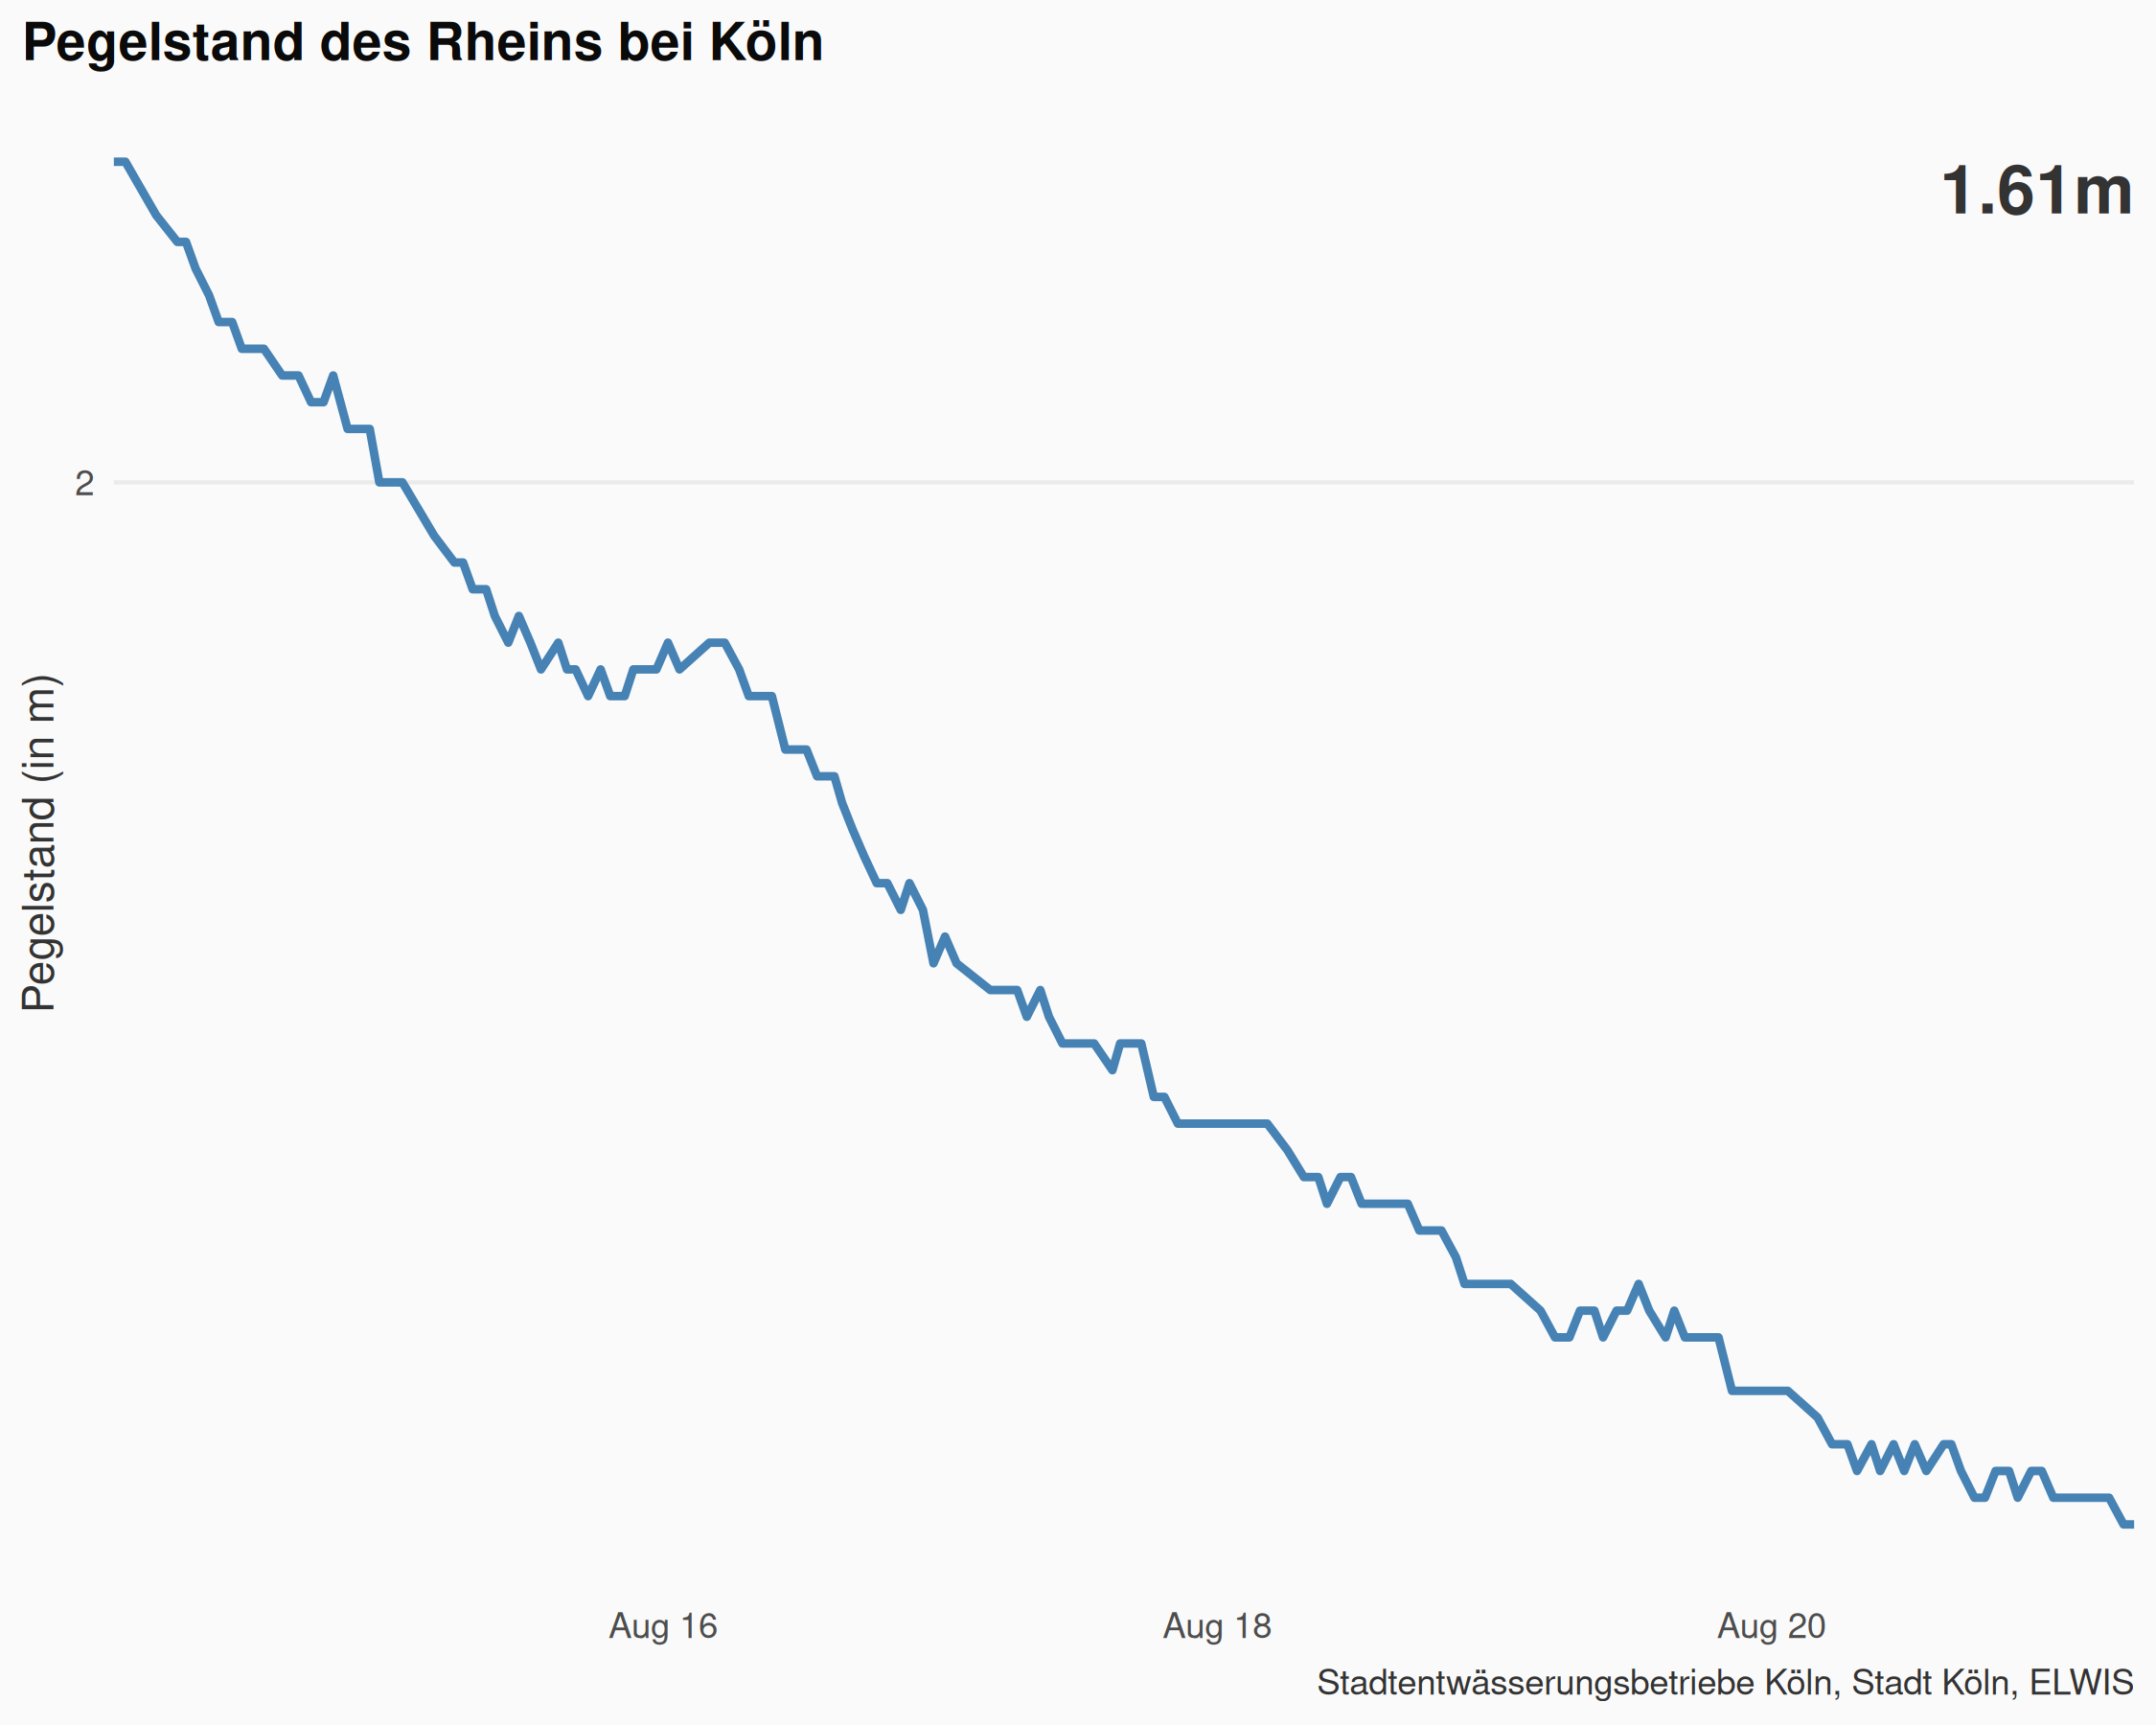 Pegelstand des Rheins bei Köln
1.61m
2
Pegelstand (in m)
Aug 16
Aug 18
Aug 20
Stadtentwässerungsbetriebe Köln, Stadt Köln, ELWIS